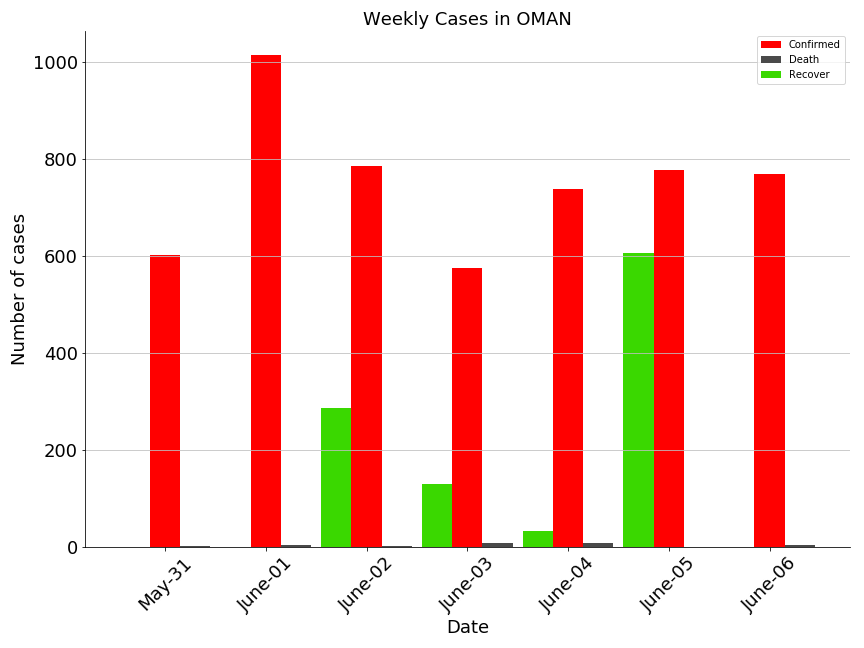 Weekly Cases in OMAN
Confirmed
Death
Recover
Number of cases
1000
800
600
400
200
0
May-31
June-01
June-02
June-03
June-04
June-05
June-06
Date